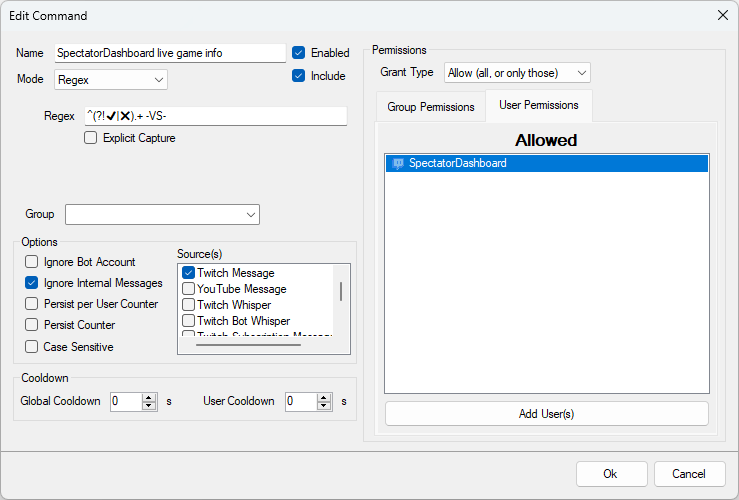 Edit Command
Name SpectatorDashboard live game info Enabled
Mode Regex Include
Regex ^(?!✔|❌).+ -VS-
Explicit Capture
Group
Options
Ignore Bot Account
Ignore Internal Messages
Persist per User Counter
Persist Counter
Case Sensitive
Source(s)
Twitch Message
YouTube Message
Twitch Whisper
Twitch Bot Whisper
Twitch Subscription Message
Cooldown
Global Cooldown 0 s User Cooldown 0 s
Permissions
Grant Type Allow (all, or only those)
Group Permissions User Permissions
Allowed
SpectatorDashboard
Add User(s)
Ok Cancel